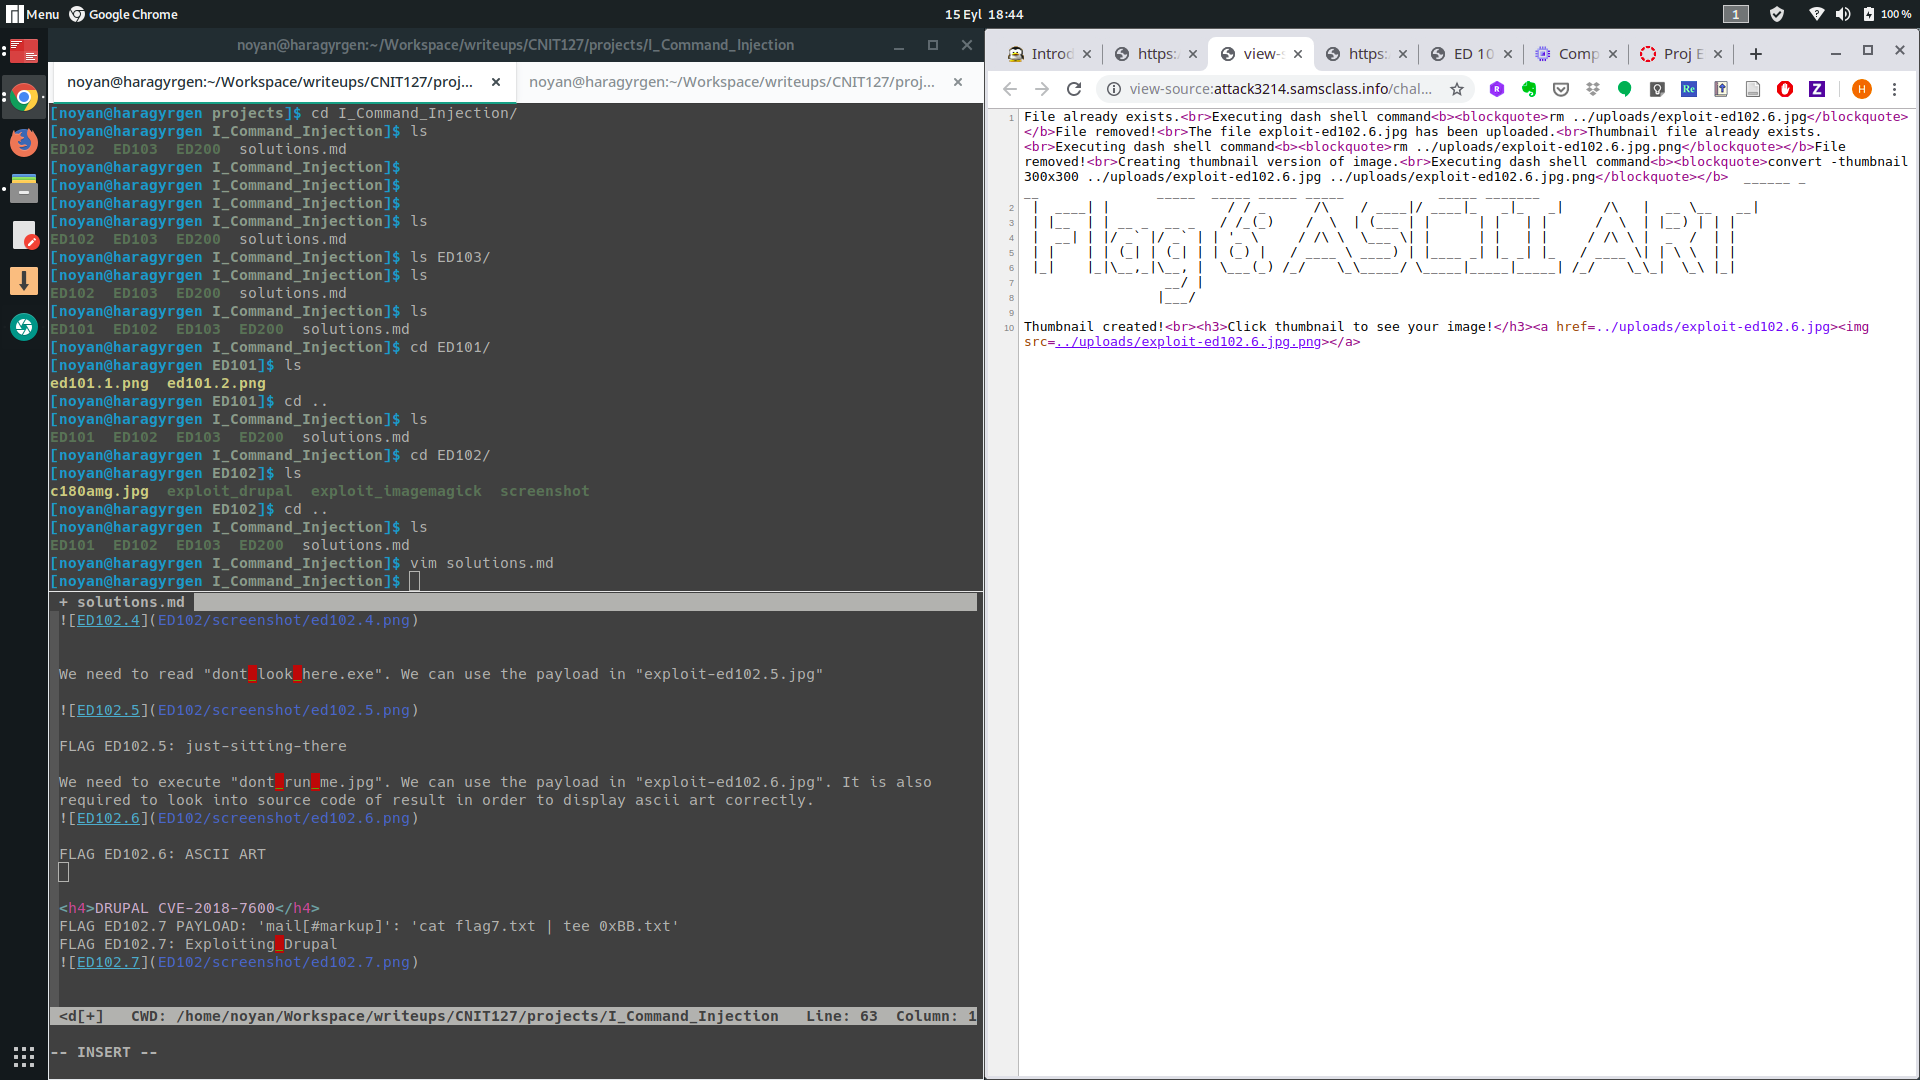 Menu Google Chrome 15 Eyl 18:44 1 100 %
noyan@haragyrgen:~/Workspace/writeups/CNIT127/projects/I_Command_Injection
noyan@haragyrgen:~/Workspace/writeups/CNIT127/proj... noyan@haragyrgen:~/Workspace/writeups/CNIT127/proj...
[noyan@haragyrgen projects]$ cd I_Command_Injection/
[noyan@haragyrgen I_Command_Injection]$ ls
ED102  ED103  ED200  solutions.md
[noyan@haragyrgen I_Command_Injection]$
[noyan@haragyrgen I_Command_Injection]$
[noyan@haragyrgen I_Command_Injection]$
[noyan@haragyrgen I_Command_Injection]$ ls
ED102  ED103  ED200  solutions.md
[noyan@haragyrgen I_Command_Injection]$ ls ED103/
[noyan@haragyrgen I_Command_Injection]$ ls
ED102  ED103  ED200  solutions.md
[noyan@haragyrgen I_Command_Injection]$ ls
ED101  ED102  ED103  ED200  solutions.md
[noyan@haragyrgen I_Command_Injection]$ cd ED101/
[noyan@haragyrgen ED101]$ ls
ed101.1.png  ed101.2.png
[noyan@haragyrgen ED101]$ cd ..
[noyan@haragyrgen I_Command_Injection]$ ls
ED101  ED102  ED103  ED200  solutions.md
[noyan@haragyrgen I_Command_Injection]$ cd ED102/
[noyan@haragyrgen ED102]$ ls
c180amg.jpg  exploit_drupal  exploit_imagemagick  screenshot
[noyan@haragyrgen ED102]$ cd ..
[noyan@haragyrgen I_Command_Injection]$ ls
ED101  ED102  ED103  ED200  solutions.md
[noyan@haragyrgen I_Command_Injection]$ vim solutions.md
[noyan@haragyrgen I_Command_Injection]$
+ solutions.md
![ED102.4](ED102/screenshot/ed102.4.png)
We need to read "dont_look_here.exe". We can use the payload in "exploit-ed102.5.jpg"
![ED102.5](ED102/screenshot/ed102.5.png)
FLAG ED102.5: just-sitting-there
We need to execute "dont_run_me.jpg". We can use the payload in "exploit-ed102.6.jpg". It is also
required to look into source code of result in order to display ascii art correctly.
![ED102.6](ED102/screenshot/ed102.6.png)
FLAG ED102.6: ASCII ART
<h4>DRUPAL CVE-2018-7600</h4>
FLAG ED102.7 PAYLOAD: 'mail[#markup]': 'cat flag7.txt | tee 0xBB.txt'
FLAG ED102.7: Exploiting_Drupal
![ED102.7](ED102/screenshot/ed102.7.png)
<d[+]   CWD: /home/noyan/Workspace/writeups/CNIT127/projects/I_Command_Injection   Line: 63  Column: 1
-- INSERT --
Introd https:/ view-s https:/ ED 10 Comp Proj E
view-source:attack3214.samsclass.info/chal...
1 File already exists.<br>Executing dash shell command<b><blockquote>rm ../uploads/exploit-ed102.6.jpg</blockquote>
</b>File removed!<br>The file exploit-ed102.6.jpg has been uploaded.<br>Thumbnail file already exists.
<br>Executing dash shell command<b><blockquote>rm ../uploads/exploit-ed102.6.jpg.png</blockquote></b>File
removed!<br>Creating thumbnail version of image.<br>Executing dash shell command<b><blockquote>convert -thumbnail
300x300 ../uploads/exploit-ed102.6.jpg ../uploads/exploit-ed102.6.jpg.png</blockquote></b>
2
3
4
5
6
7
8
Flag: ASCII ART
9
10 Thumbnail created!<br><h3>Click thumbnail to see your image!</h3><a href=../uploads/exploit-ed102.6.jpg><img
src=../uploads/exploit-ed102.6.jpg.png></a>